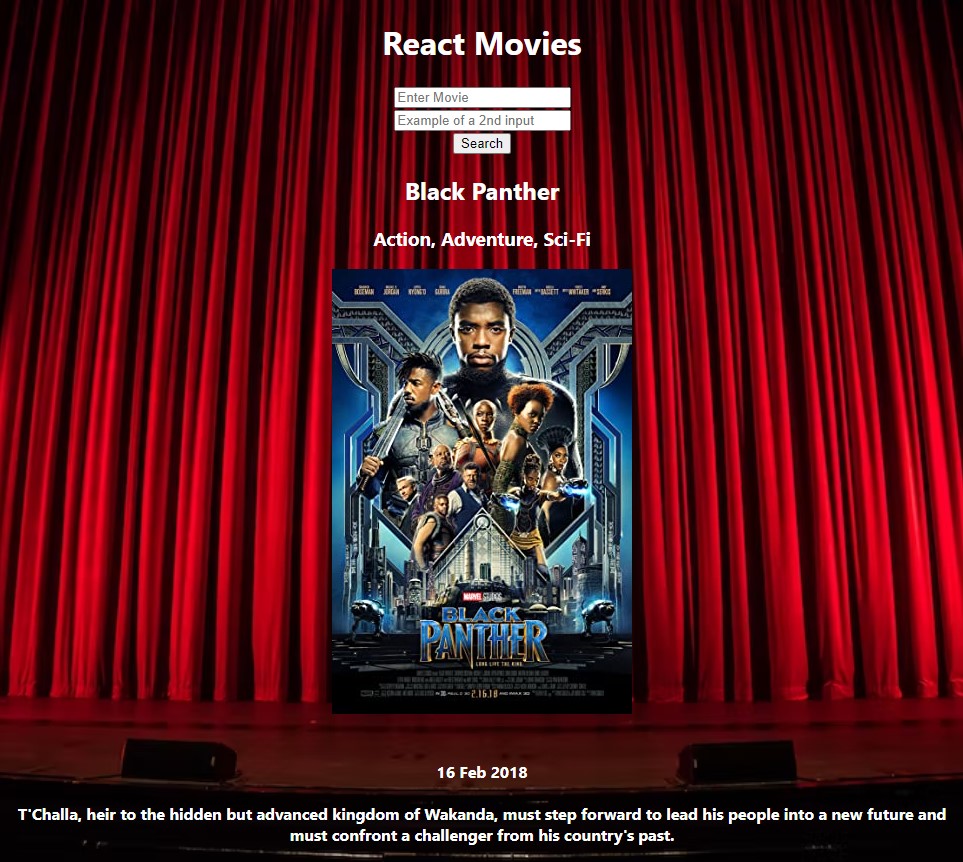 React Movies
Enter Movie
Example of a 2nd input
Search
Black Panther
Action, Adventure, Sci-Fi
BOSEMAN JORDAN NYONG'O GURIRA FREEMAN BASSETT WHITAKER SERKIS
MARVEL STUDIOS
BLACK
PANTHER
LONG LIVE THE KING
2.16.18
16 Feb 2018
T'Challa, heir to the hidden but advanced kingdom of Wakanda, must step forward to lead his people into a new future and
must confront a challenger from his country's past.